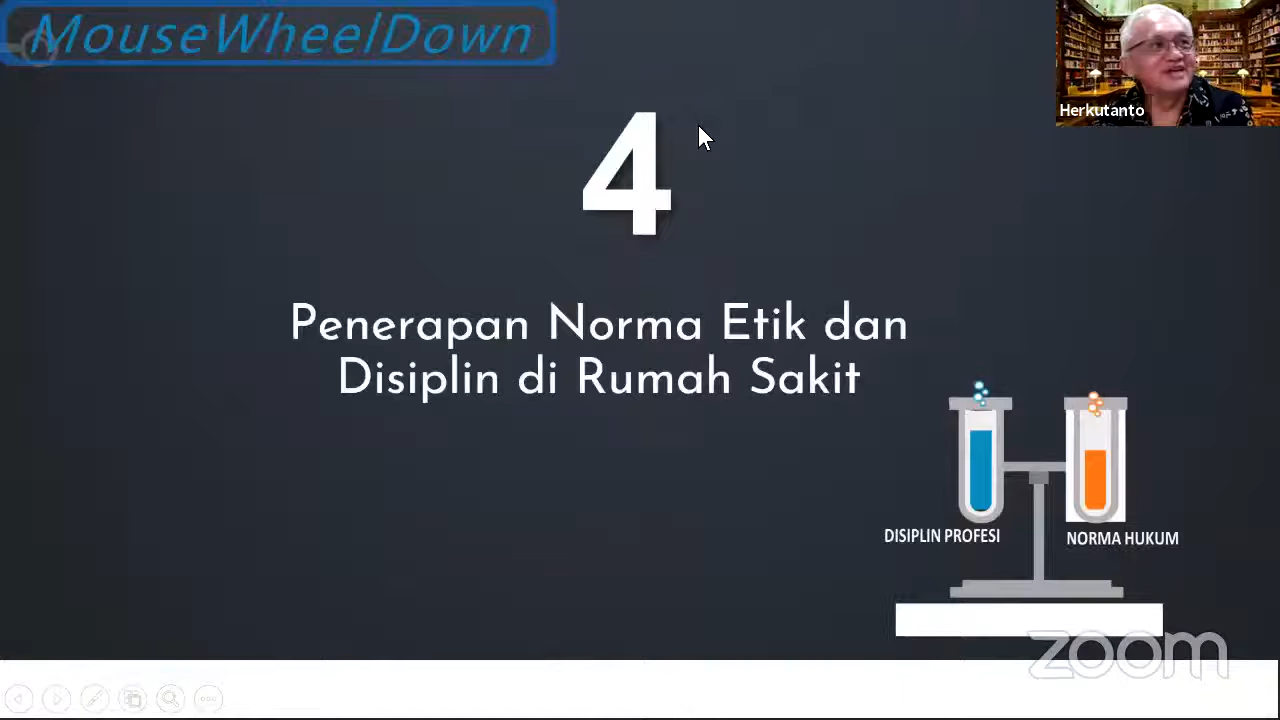 MouseWheelDown
Herkutanto
4
Penerapan Norma Etik dan
Disiplin di Rumah Sakit
DISIPLIN PROFESI
NORMA HUKUM
zoom